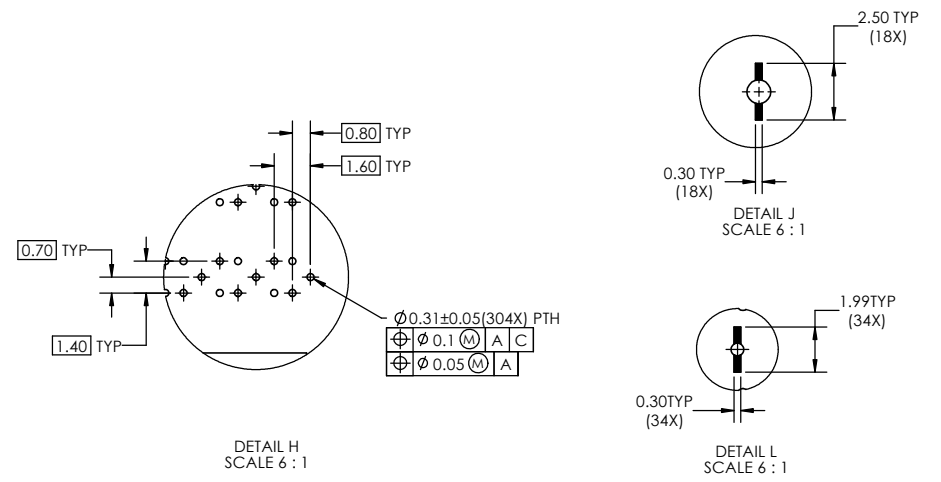 0.80 TYP
1.60 TYP
0.70 TYP
1.40 TYP
Ø0.31±0.05(304X) PTH
⌖ Ø 0.1 Ⓜ A C
⌖ Ø 0.05 Ⓜ A
DETAIL H
SCALE 6 : 1
2.50 TYP
(18X)
0.30 TYP
(18X)
DETAIL J
SCALE 6 : 1
1.99TYP
(34X)
0.30TYP
(34X)
DETAIL L
SCALE 6 : 1